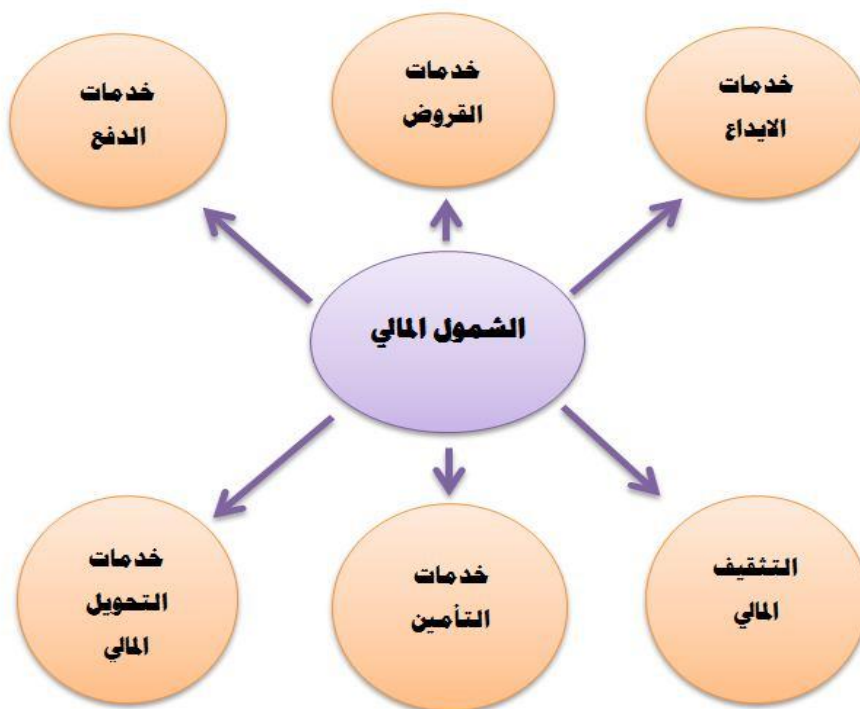 خدمات
الايداع
خدمات
القروض
خدمات
الدفع
الشمول المالي
التثقيف
المالي
خدمات
التأمين
خدمات
التحويل
المالي